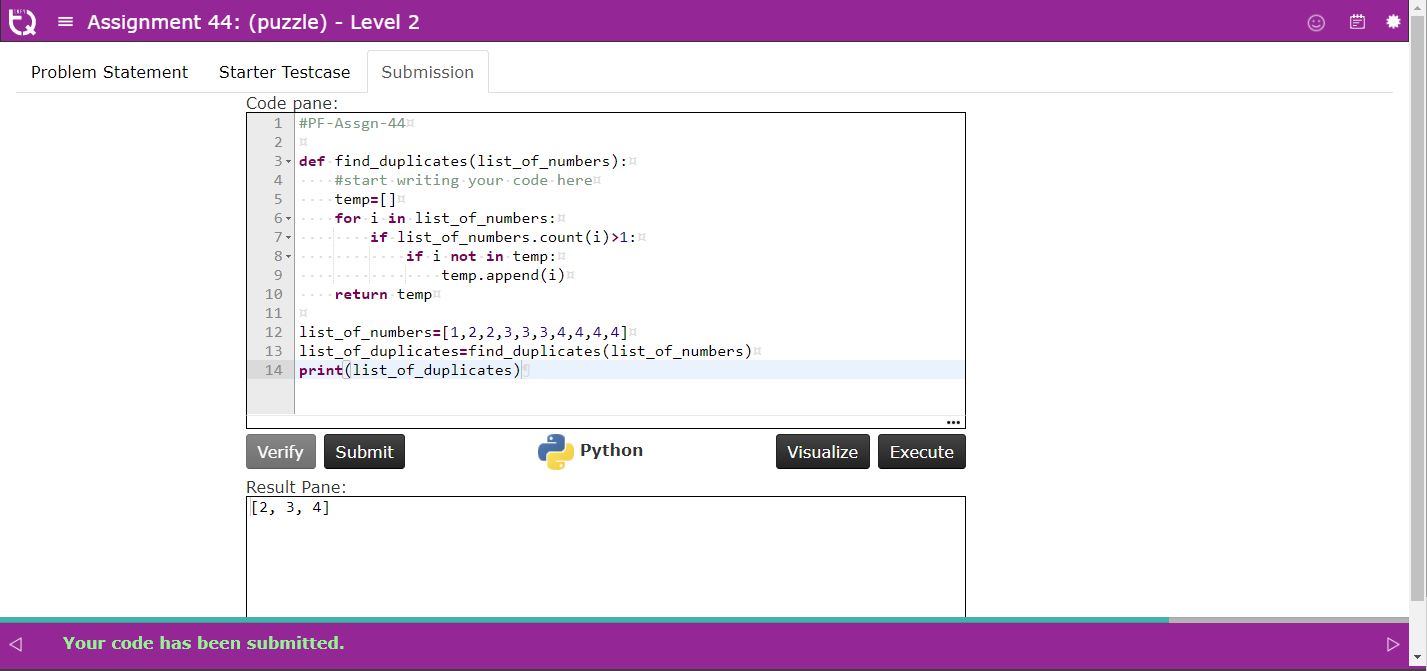 Assignment 44: (puzzle) - Level 2
Problem Statement
Starter Testcase
Submission
Code pane:
1 #PF-Assgn-44
2
3 def find_duplicates(list_of_numbers):
4 #start writing your code here
5 temp=[]
6 for i in list_of_numbers:
7 if list_of_numbers.count(i)>1:
8 if i not in temp:
9 temp.append(i)
10 return temp
11
12 list_of_numbers=[1,2,2,3,3,3,4,4,4,4]
13 list_of_duplicates=find_duplicates(list_of_numbers)
14 print(list_of_duplicates)
Verify
Submit
Python
Visualize
Execute
Result Pane:
[2, 3, 4]
Your code has been submitted.